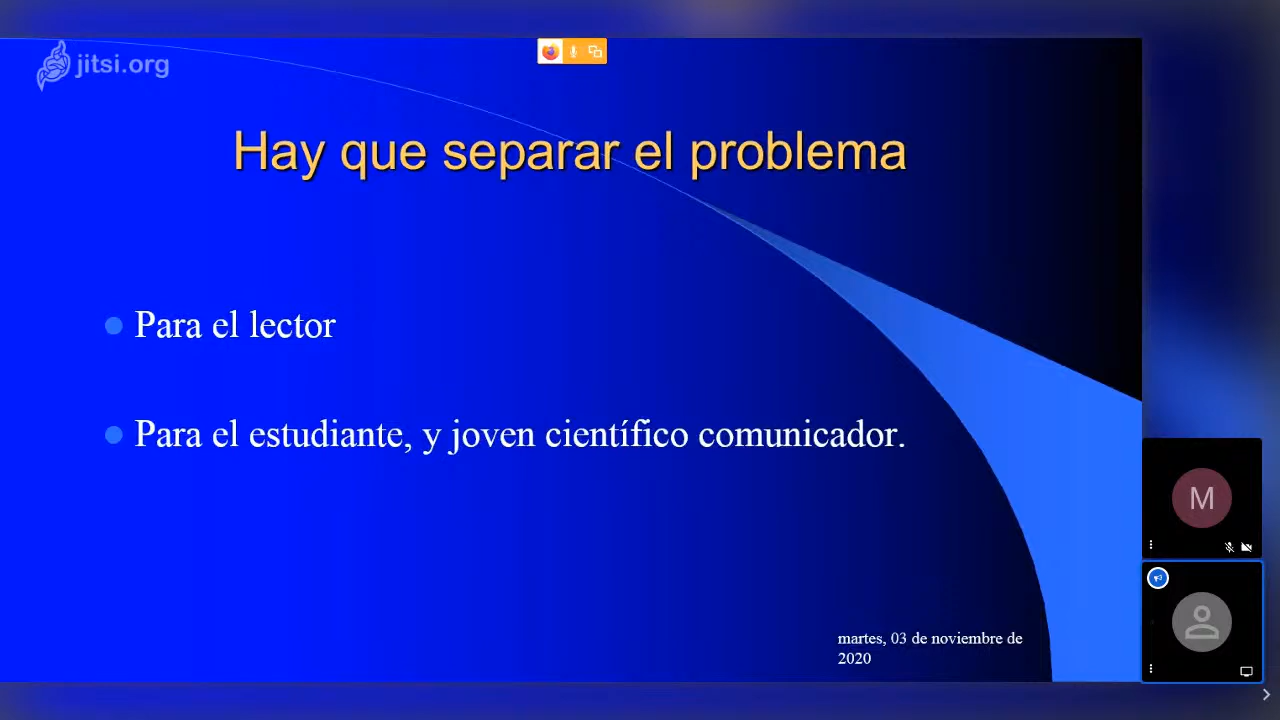 jitsi.org
Hay que separar el problema
Para el lector
Para el estudiante, y joven científico comunicador.
M
martes, 03 de noviembre de
2020